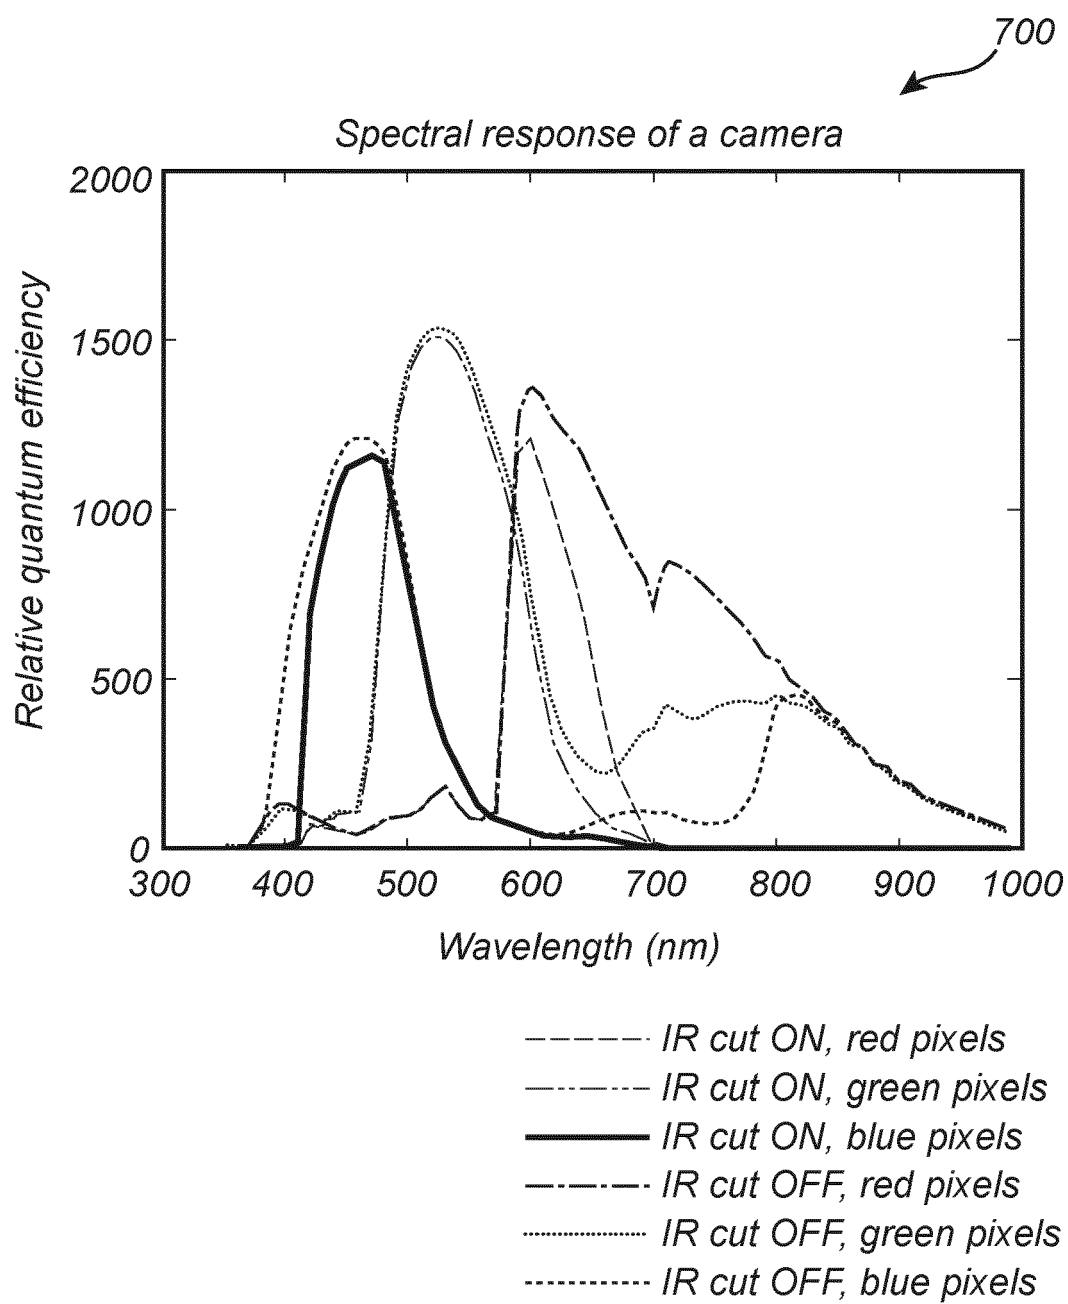 700
Spectral response of a camera
Relative quantum efficiency
2000
1500
1000
500
0
300 400 500 600 700 800 900 1000
Wavelength (nm)
IR cut ON, red pixels
IR cut ON, green pixels
IR cut ON, blue pixels
IR cut OFF, red pixels
IR cut OFF, green pixels
IR cut OFF, blue pixels